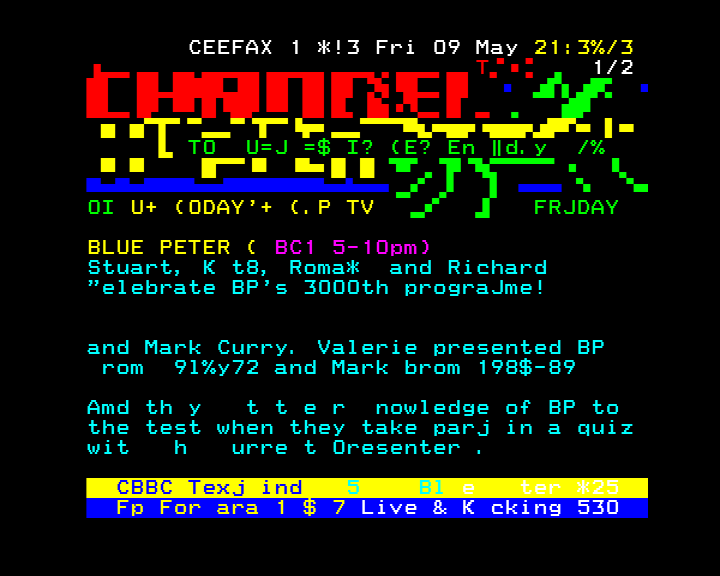 CEEFAX 1 *!3 Fri 09 May 21:3%/3
T 1/2
CHANNEL
TO U=J =$ I? (E? En ‖d.y /%
OI U+ (ODAY'+ (.P TV FRJDAY
BLUE PETER ( BC1 5-10pm)
Stuart, K t8, Roma* and Richard
"elebrate BP's 3000th prograJme!
and Mark Curry. Valerie presented BP
rom 9l%y72 and Mark brom 198$-89
Amd th y t t e r nowledge of BP to
the test when they take parj in a quiz
wit h urre t Oresenter .
CBBC Texj ind 5 Bl e ter *25
Fp For ara 1 $ 7 Live & K cking 530